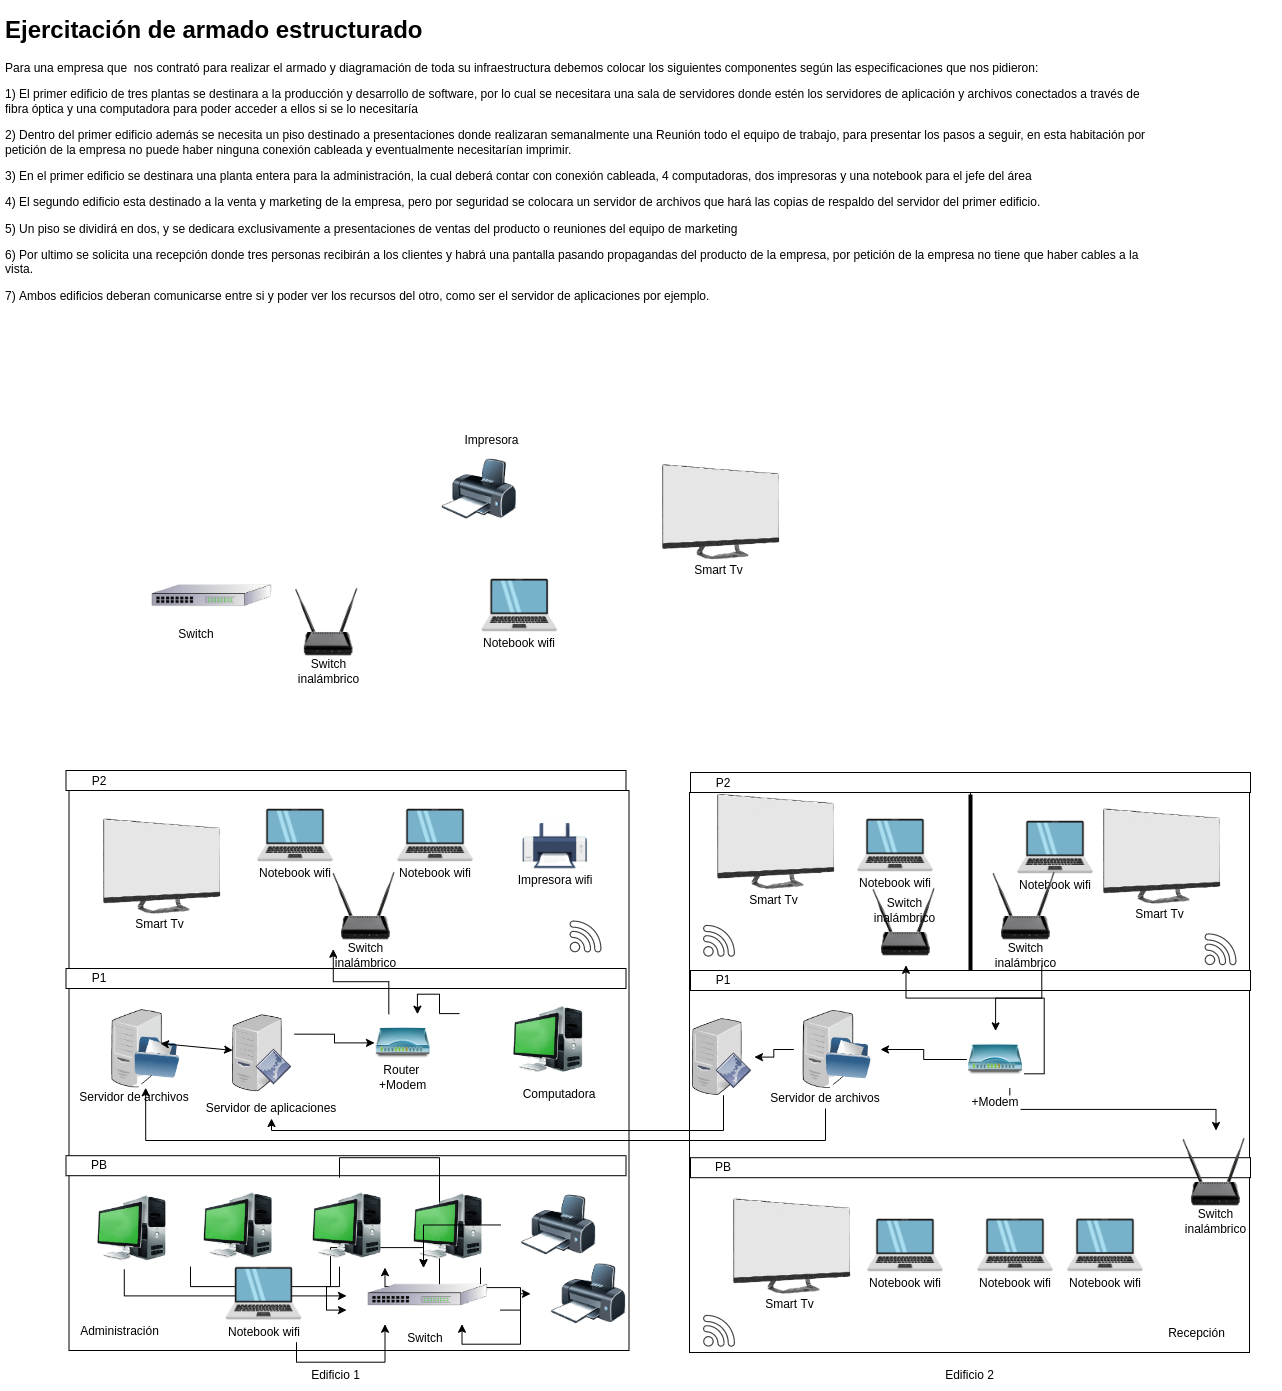 Ejercitación de armado estructurado
Para una empresa que  nos contrató para realizar el armado y diagramación de toda su infraestructura debemos colocar los siguientes componentes según las especificaciones que nos pidieron:
1) El primer edificio de tres plantas se destinara a la producción y desarrollo de software, por lo cual se necesitara una sala de servidores donde estén los servidores de aplicación y archivos conectados a través de
fibra óptica y una computadora para poder acceder a ellos si se lo necesitaría
2) Dentro del primer edificio además se necesita un piso destinado a presentaciones donde realizaran semanalmente una Reunión todo el equipo de trabajo, para presentar los pasos a seguir, en esta habitación por
petición de la empresa no puede haber ninguna conexión cableada y eventualmente necesitarían imprimir.
3) En el primer edificio se destinara una planta entera para la administración, la cual deberá contar con conexión cableada, 4 computadoras, dos impresoras y una notebook para el jefe del área
4) El segundo edificio esta destinado a la venta y marketing de la empresa, pero por seguridad se colocara un servidor de archivos que hará las copias de respaldo del servidor del primer edificio.
5) Un piso se dividirá en dos, y se dedicara exclusivamente a presentaciones de ventas del producto o reuniones del equipo de marketing
6) Por ultimo se solicita una recepción donde tres personas recibirán a los clientes y habrá una pantalla pasando propagandas del producto de la empresa, por petición de la empresa no tiene que haber cables a la
vista.
7) Ambos edificios deberan comunicarse entre si y poder ver los recursos del otro, como ser el servidor de aplicaciones por ejemplo.
Impresora
Smart Tv
Switch
Notebook wifi
Switch
inalámbrico
P2
Notebook wifi
Notebook wifi
Impresora wifi
Smart Tv
Switch
inalámbrico
P1
Router
+Modem
Servidor de archivos
Servidor de aplicaciones
Computadora
PB
Administración
Notebook wifi
Switch
Edificio 1
P2
Notebook wifi
Notebook wifi
Smart Tv
Switch
inalámbrico
Smart Tv
Switch
inalámbrico
P1
Servidor de archivos
+Modem
PB
Switch
inalámbrico
Notebook wifi
Notebook wifi
Notebook wifi
Smart Tv
Recepción
Edificio 2